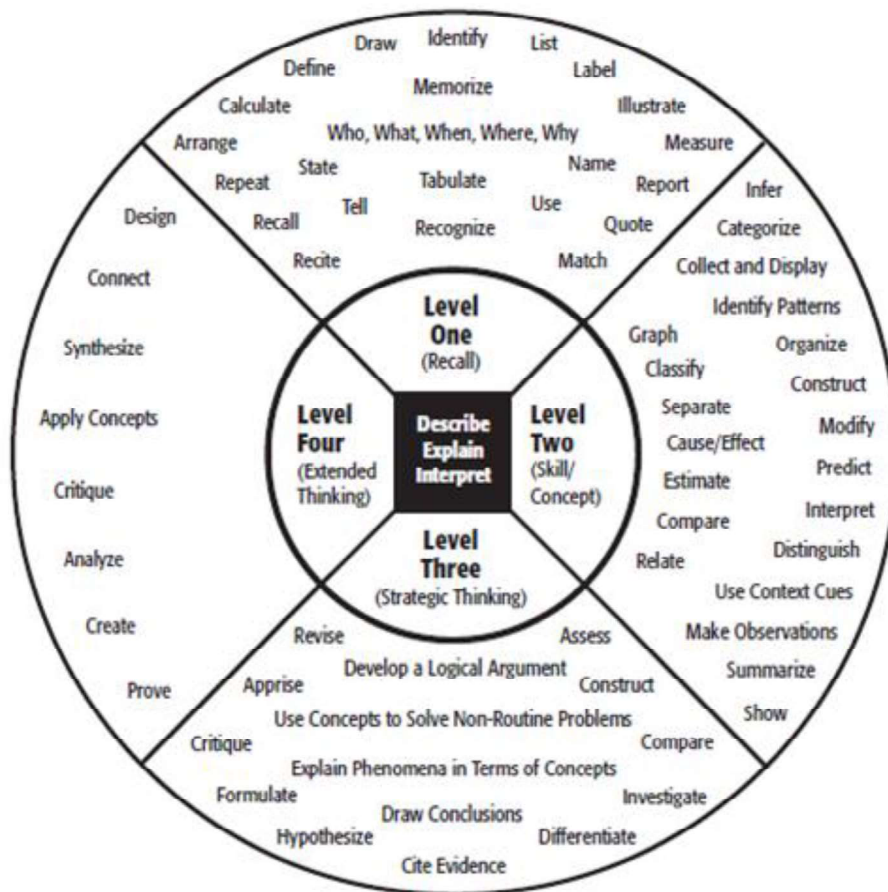 Draw
Identify
List
Define
Label
Memorize
Calculate
Illustrate
Who, What, When, Where, Why
Arrange
Measure
State
Name
Repeat
Tabulate
Report
Tell
Use
Recall
Recognize
Quote
Recite
Match
Level
One
(Recall)
Infer
Categorize
Collect and Display
Identify Patterns
Graph
Organize
Classify
Construct
Separate
Modify
Cause/Effect
Predict
Estimate
Interpret
Compare
Distinguish
Relate
Use Context Cues
Make Observations
Summarize
Show
Level
Two
(Skill/
Concept)
Describe
Explain
Interpret
Level
Three
(Strategic Thinking)
Revise
Assess
Develop a Logical Argument
Apprise
Construct
Use Concepts to Solve Non-Routine Problems
Critique
Compare
Explain Phenomena in Terms of Concepts
Formulate
Investigate
Draw Conclusions
Hypothesize
Differentiate
Cite Evidence
Level
Four
(Extended
Thinking)
Design
Connect
Synthesize
Apply Concepts
Critique
Analyze
Create
Prove